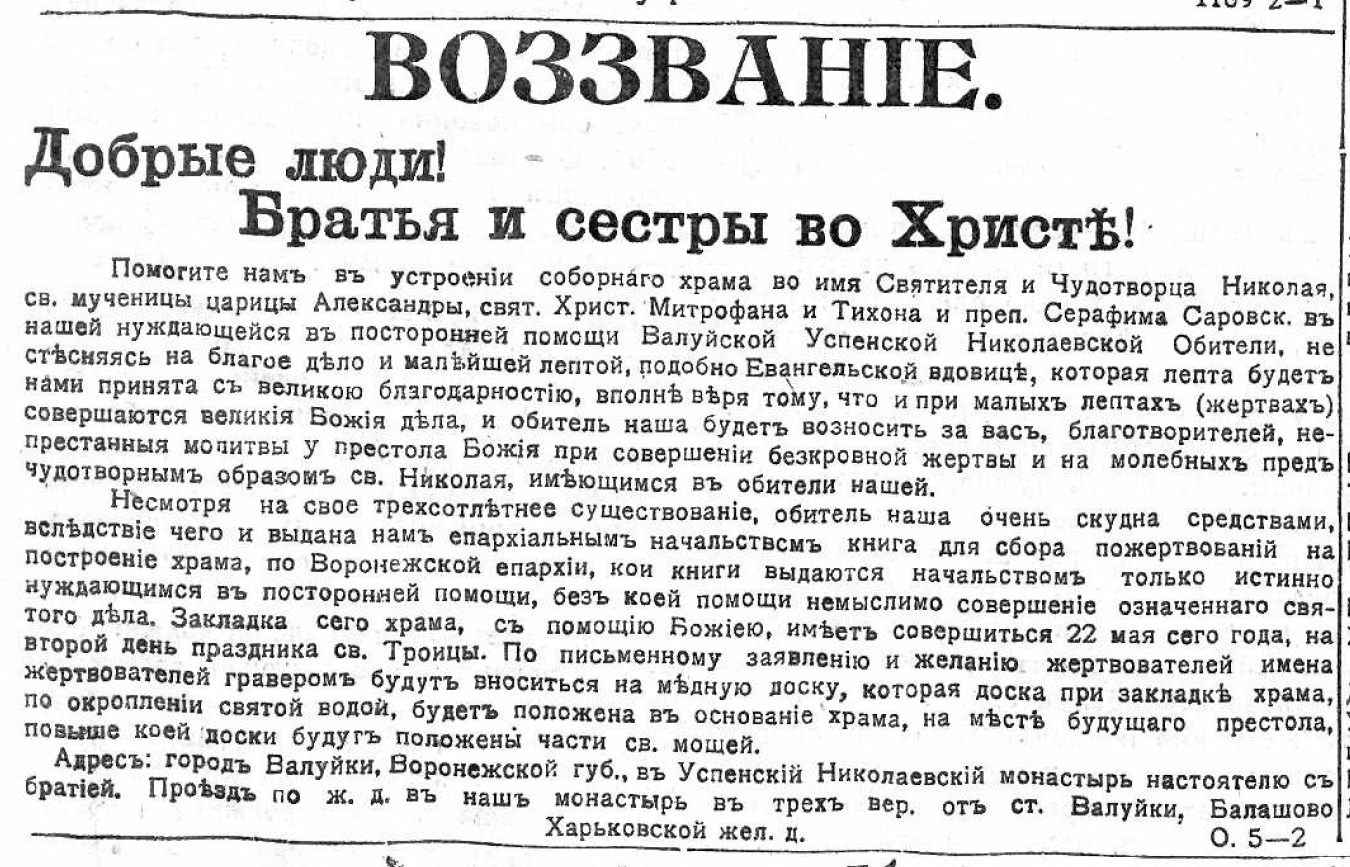 1109 2—1
ВОЗЗВАНІЕ.
Добрые люди!
Братья и сестры во Христѣ!
Помогите намъ въ устроеніи соборнаго храма во имя Святителя и Чудотворца Николая,
св. мученицы царицы Александры, свят. Христ. Митрофана и Тихона и преп. Серафима Саровск. въ
нашей нуждающейся въ посторонней помощи Валуйской Успенской Николаевской Обители, не
стѣсняясь на благое дѣло и малѣйшей лептой, подобно Евангельской вдовицѣ, которая лепта будетъ
нами принята съ великою благодарностію, вполнѣ вѣря тому, что и при малыхъ лептахъ (жертвахъ)
совершаются великія Божія дѣла, и обитель наша будетъ возносить за васъ, благотворителей, не-
престанныя молитвы у престола Божія при совершеніи безкровной жертвы и на молебныхъ предъ
чудотворнымъ образомъ св. Николая, имѣющимся въ обители нашей.
Несмотря на свое трехсотлѣтнее существованіе, обитель наша очень скудна средствами,
вслѣдствіе чего и выдана намъ епархіальнымъ начальствомъ книга для сбора пожертвованій на
построеніе храма, по Воронежской епархіи, кои книги выдаются начальствомъ только истинно
нуждающимся въ посторонней помощи, безъ коей помощи немыслимо совершеніе означеннаго свя-
того дѣла. Закладка сего храма, съ помощію Божіею, имѣетъ совершиться 22 мая сего года, на
второй день праздника св. Троицы. По письменному заявленію и желанію жертвователей имена
жертвователей граверомъ будутъ вноситься на мѣдную доску, которая доска при закладкѣ храма,
по окропленіи святой водой, будетъ положена въ основаніе храма, на мѣстѣ будущаго престола,
повыше коей доски будутъ положены части св. мощей.
Адресъ: городъ Валуйки, Воронежской губ., въ Успенскій Николаевскій монастырь настоятелю съ
братіей. Проѣздъ по ж. д. въ нашъ монастырь въ трехъ вер. отъ ст. Валуйки, Балашово
Харьковской жел. д.
О. 5—2